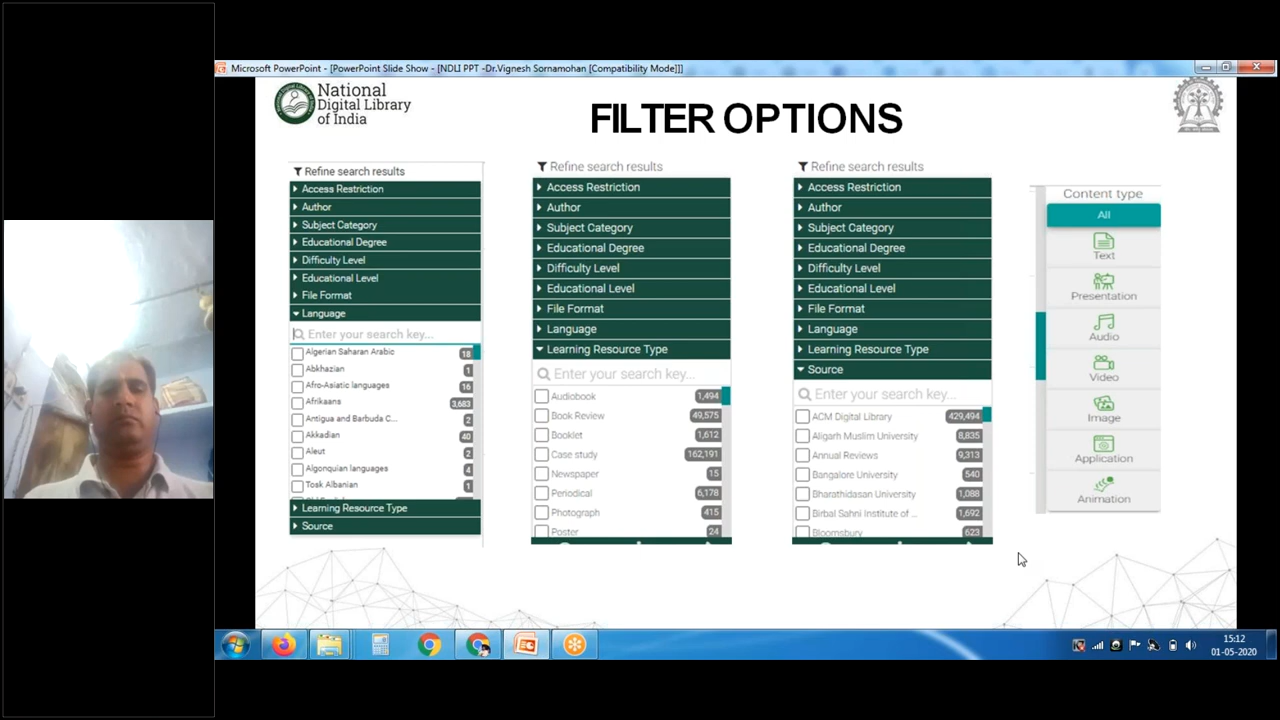 Microsoft PowerPoint - [PowerPoint Slide Show - [NDLI PPT -Dr.Vignesh Sornamohan [Compatibility Mode]]]
National
Digital Library
of India
FILTER OPTIONS
Refine search results
Access Restriction
Author
Subject Category
Educational Degree
Difficulty Level
Educational Level
File Format
Language
Enter your search key...
Algerian Saharan Arabic 18
Abkhazian 1
Afro-Asiatic languages 16
Afrikaans 3,683
Antigua and Barbuda C... 2
Akkadian 40
Aleut 2
Algonquian languages 4
Tosk Albanian 1
Learning Resource Type
Source
Refine search results
Access Restriction
Author
Subject Category
Educational Degree
Difficulty Level
Educational Level
File Format
Language
Learning Resource Type
Enter your search key...
Audiobook 1,494
Book Review 49,575
Booklet 1,612
Case study 162,191
Newspaper 15
Periodical 6,178
Photograph 415
Poster 24
Refine search results
Access Restriction
Author
Subject Category
Educational Degree
Difficulty Level
Educational Level
File Format
Language
Learning Resource Type
Source
Enter your search key...
ACM Digital Library 429,494
Aligarh Muslim University 8,835
Annual Reviews 9,313
Bangalore University 540
Bharathidasan University 1,088
Birbal Sahni Institute of ... 1,692
Bloomsbury 623
Content type
All
Text
Presentation
Audio
Video
Image
Application
Animation
15:12
01-05-2020